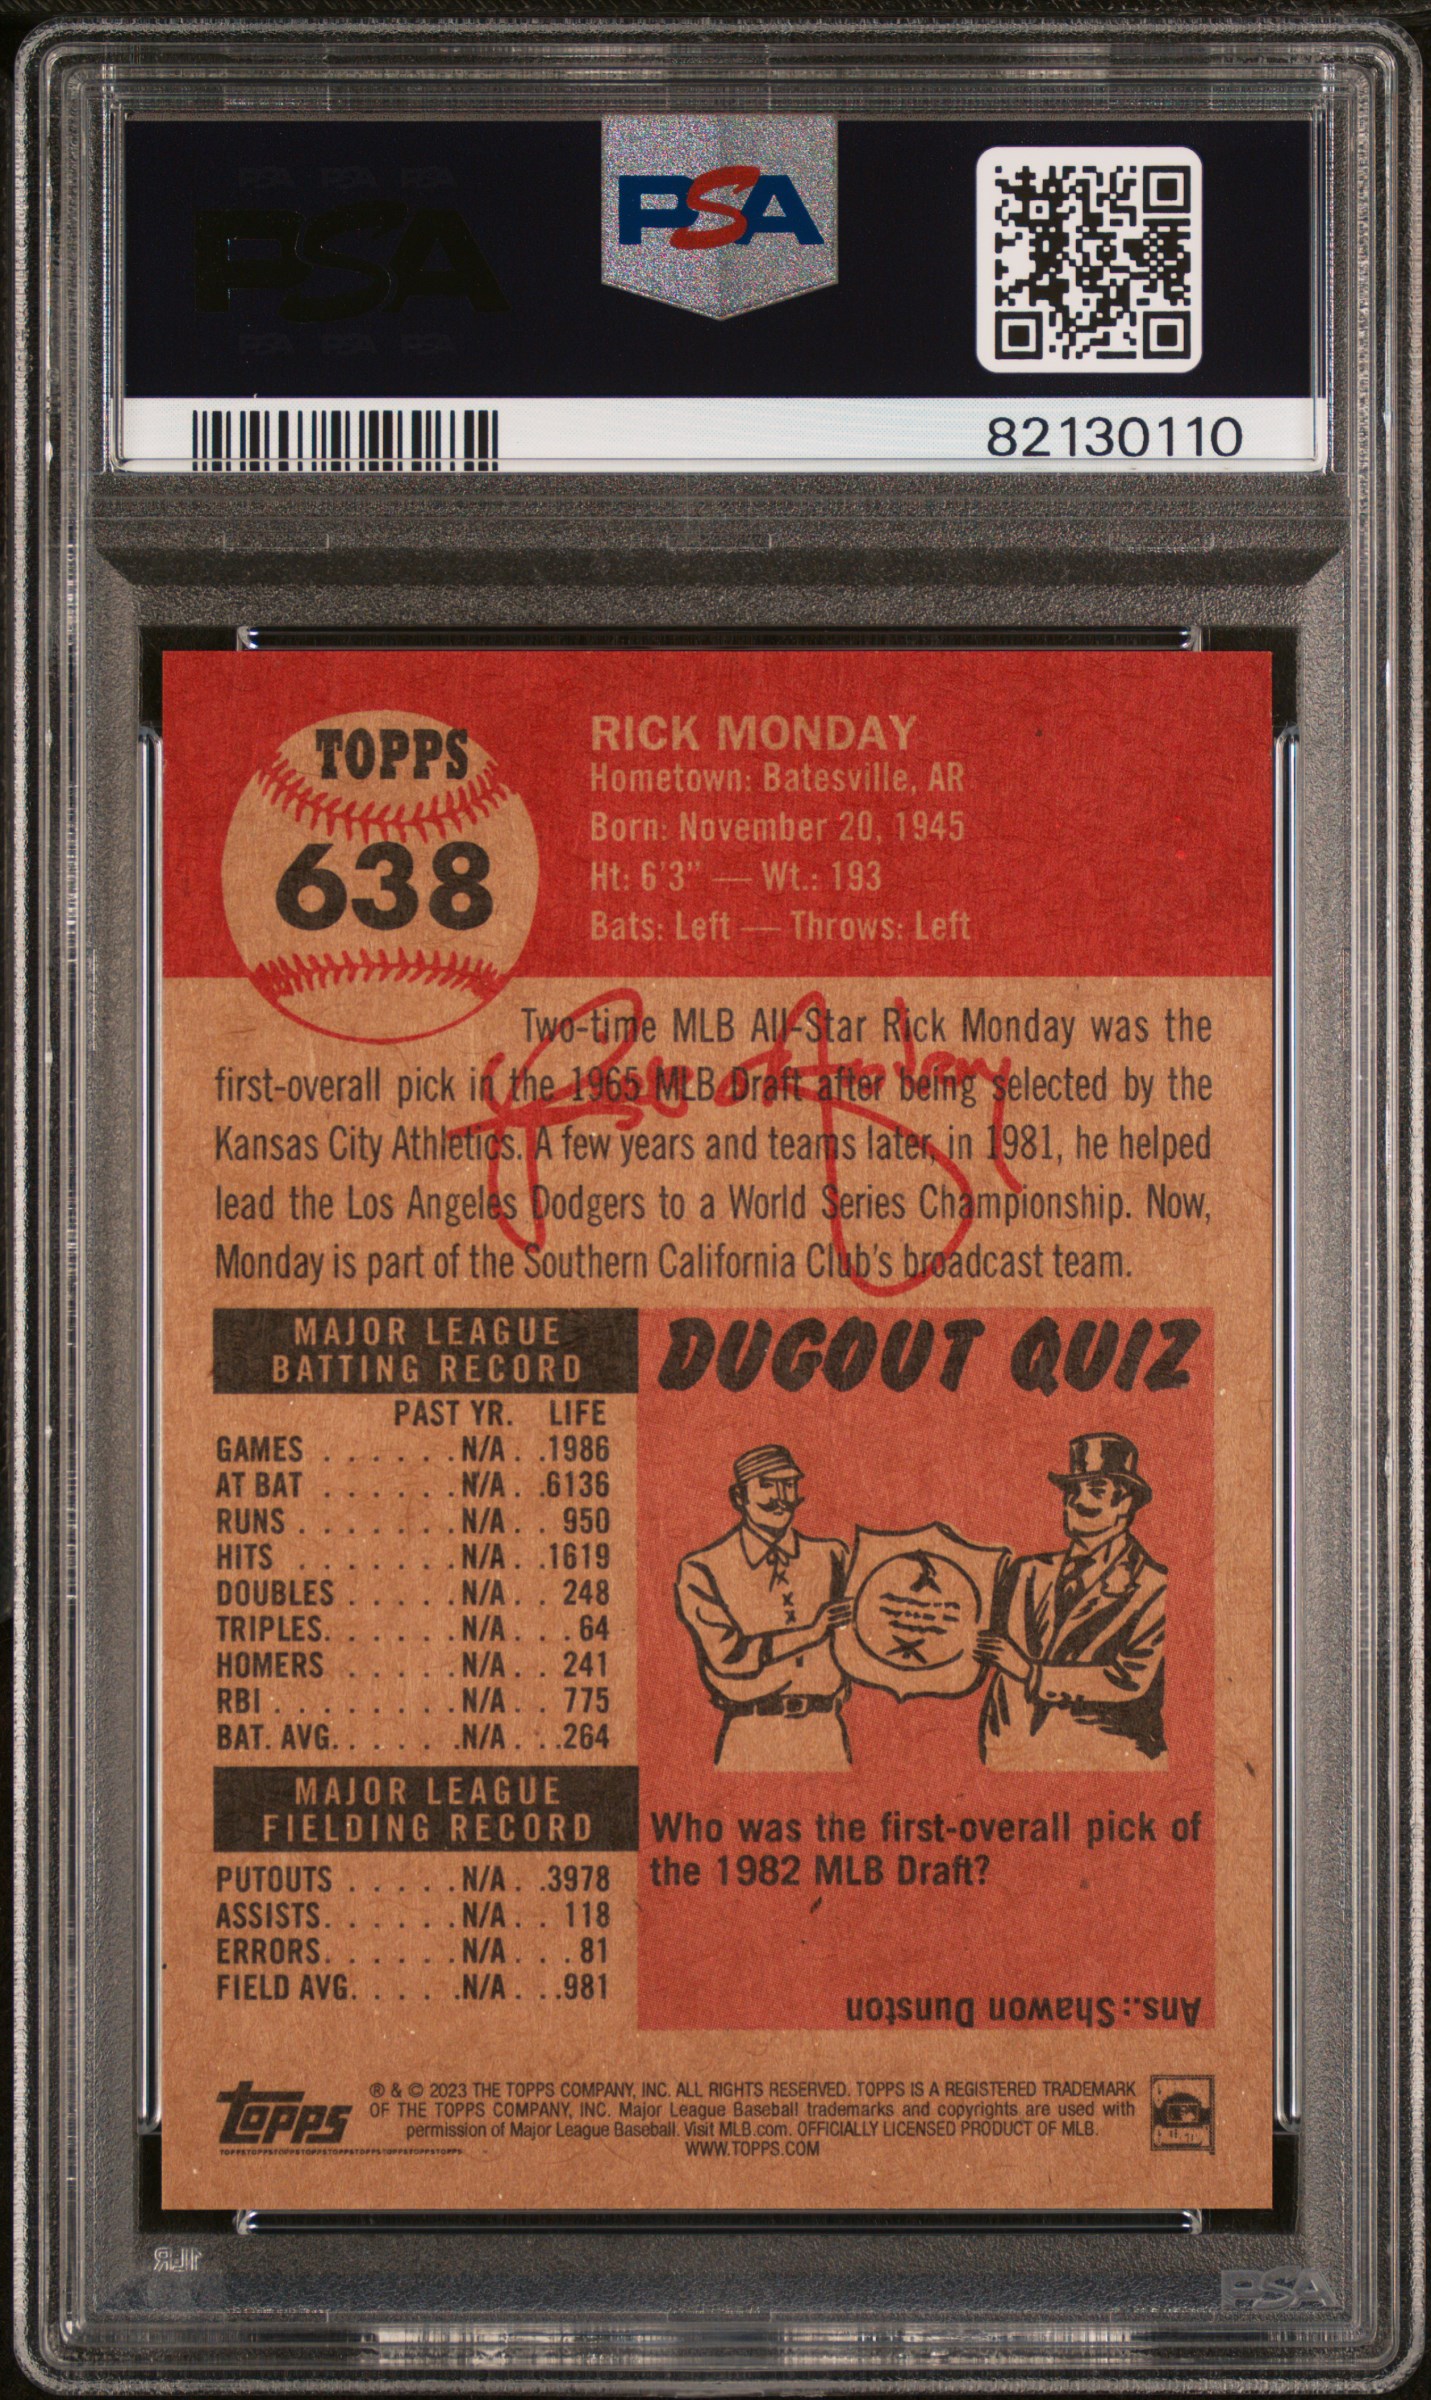 PSA
PSA
82130110
TOPPS
638
RICK MONDAY
Hometown: Batesville, AR
Born: November 20, 1945
Ht: 6'3" — Wt.: 193
Bats: Left — Throws: Left
Two-time MLB All-Star Rick Monday was the
first-overall pick in the 1965 MLB Draft after being selected by the
Kansas City Athletics. A few years and teams later, in 1981, he helped
lead the Los Angeles Dodgers to a World Series Championship. Now,
Monday is part of the Southern California Club's broadcast team.
MAJOR LEAGUE
BATTING RECORD
PAST YR. LIFE
GAMES . . . . . . N/A . . 1986
AT BAT . . . . . . N/A . . 6136
RUNS . . . . . . . N/A . . 950
HITS . . . . . . . N/A . . 1619
DOUBLES . . . . . N/A . . 248
TRIPLES. . . . . . N/A . . . 64
HOMERS . . . . . N/A . . 241
RBI . . . . . . . . N/A . . 775
BAT. AVG. . . . . . N/A . . .264
MAJOR LEAGUE
FIELDING RECORD
PUTOUTS . . . . . N/A . . 3978
ASSISTS. . . . . . N/A . . 118
ERRORS. . . . . . N/A . . . 81
FIELD AVG. . . . . N/A . . .981
DUGOUT QUIZ
Who was the first-overall pick of
the 1982 MLB Draft?
Ans.: Shawon Dunston
topps
TOPPSTOPPSTOPPSTOPPSTOPPSTOPPSTOPPSTOPPSTOPPS
® & © 2023 THE TOPPS COMPANY, INC. ALL RIGHTS RESERVED. TOPPS IS A REGISTERED TRADEMARK
OF THE TOPPS COMPANY, INC. Major League Baseball trademarks and copyrights are used with
permission of Major League Baseball. Visit MLB.com. OFFICIALLY LICENSED PRODUCT OF MLB.
WWW.TOPPS.COM
PSA